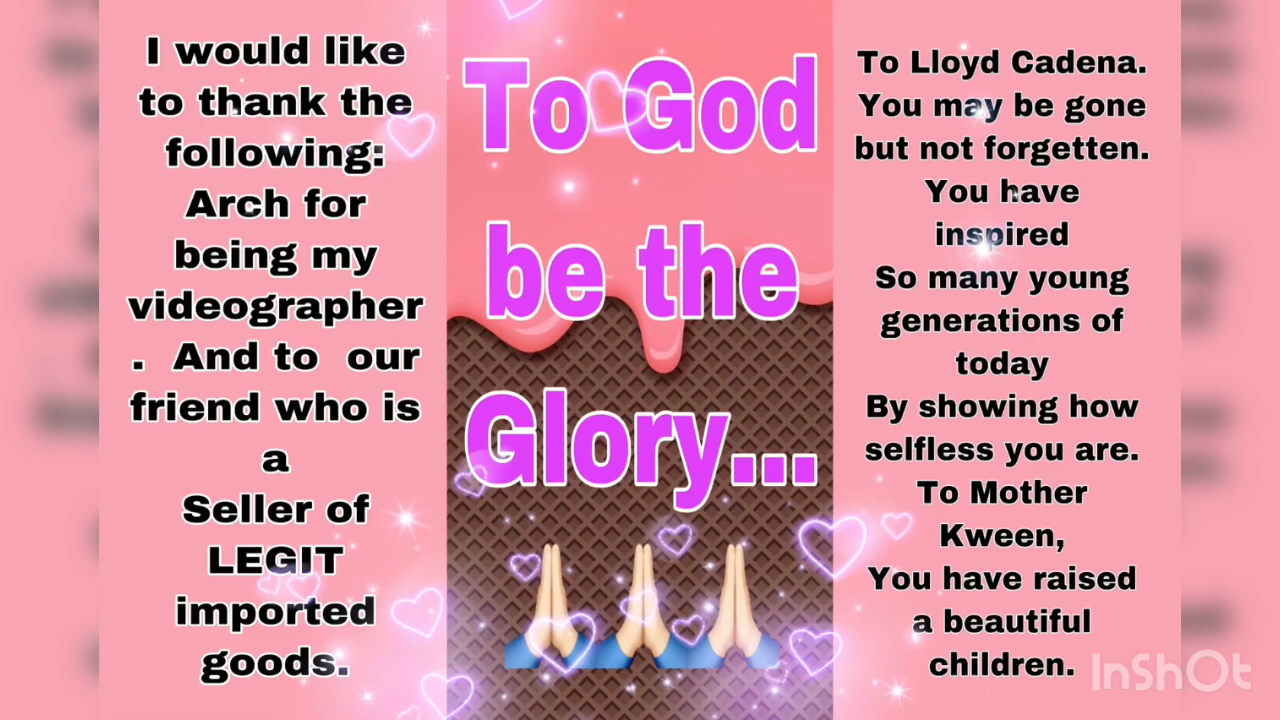 I would like
to thank the
following:
Arch for
being my
videographer
. And to our
friend who is
a
Seller of
LEGIT
imported
goods.
To God
be the
Glory...
To Lloyd Cadena.
You may be gone
but not forgetten.
You have
inspired
So many young
generations of
today
By showing how
selfless you are.
To Mother
Kween,
You have raised
a beautiful
children.
InShOt